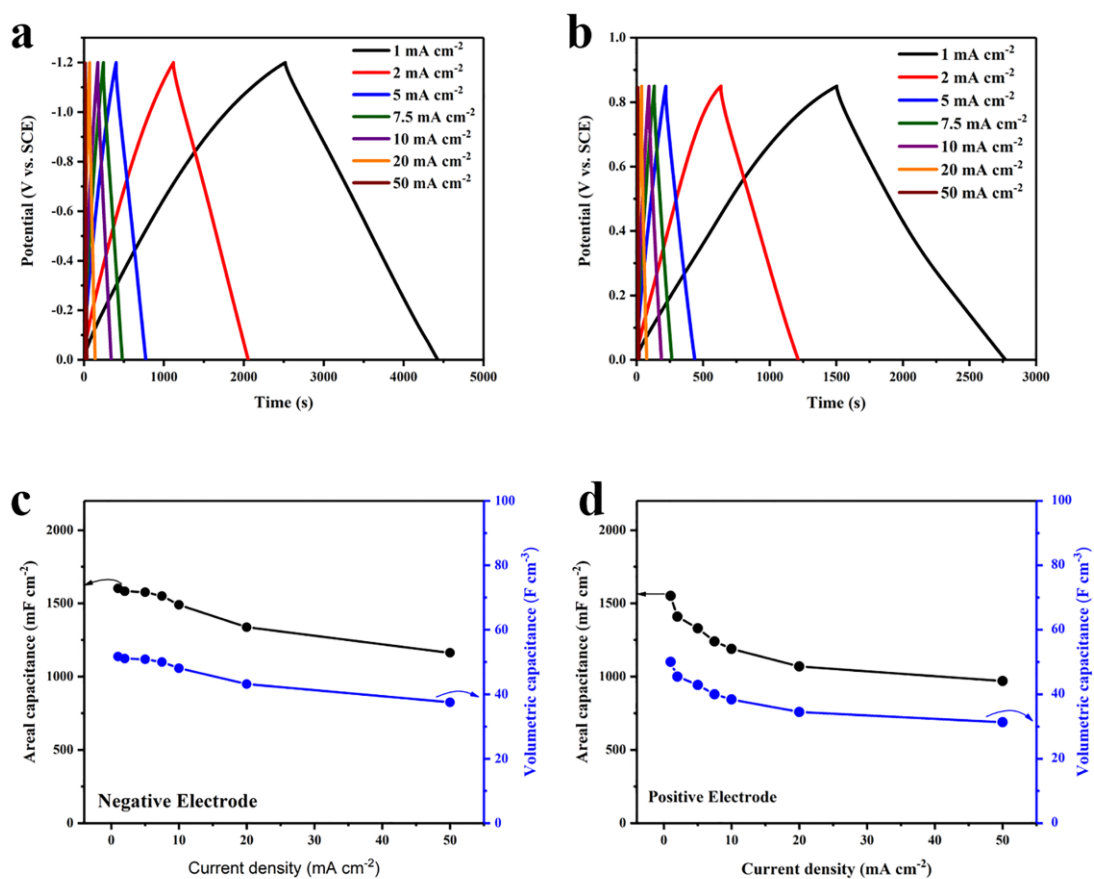 a
-1.2
-1.0
-0.8
-0.6
-0.4
-0.2
0.0
Potential (V vs. SCE)
0
1000
2000
3000
4000
5000
Time (s)
1 mA cm⁻²
2 mA cm⁻²
5 mA cm⁻²
7.5 mA cm⁻²
10 mA cm⁻²
20 mA cm⁻²
50 mA cm⁻²
b
1.0
0.8
0.6
0.4
0.2
0.0
Potential (V vs. SCE)
0
500
1000
1500
2000
2500
3000
Time (s)
1 mA cm⁻²
2 mA cm⁻²
5 mA cm⁻²
7.5 mA cm⁻²
10 mA cm⁻²
20 mA cm⁻²
50 mA cm⁻²
c
2000
1500
1000
500
0
Areal capacitance (mF cm⁻²)
100
80
60
40
20
0
Volumetric capacitance (F cm⁻³)
Negative Electrode
0
10
20
30
40
50
Current density (mA cm⁻²)
d
2000
1500
1000
500
0
Areal capacitance (mF cm⁻²)
100
80
60
40
20
0
Volumetric capacitance (F cm⁻³)
Positive Electrode
0
10
20
30
40
50
Current density (mA cm⁻²)